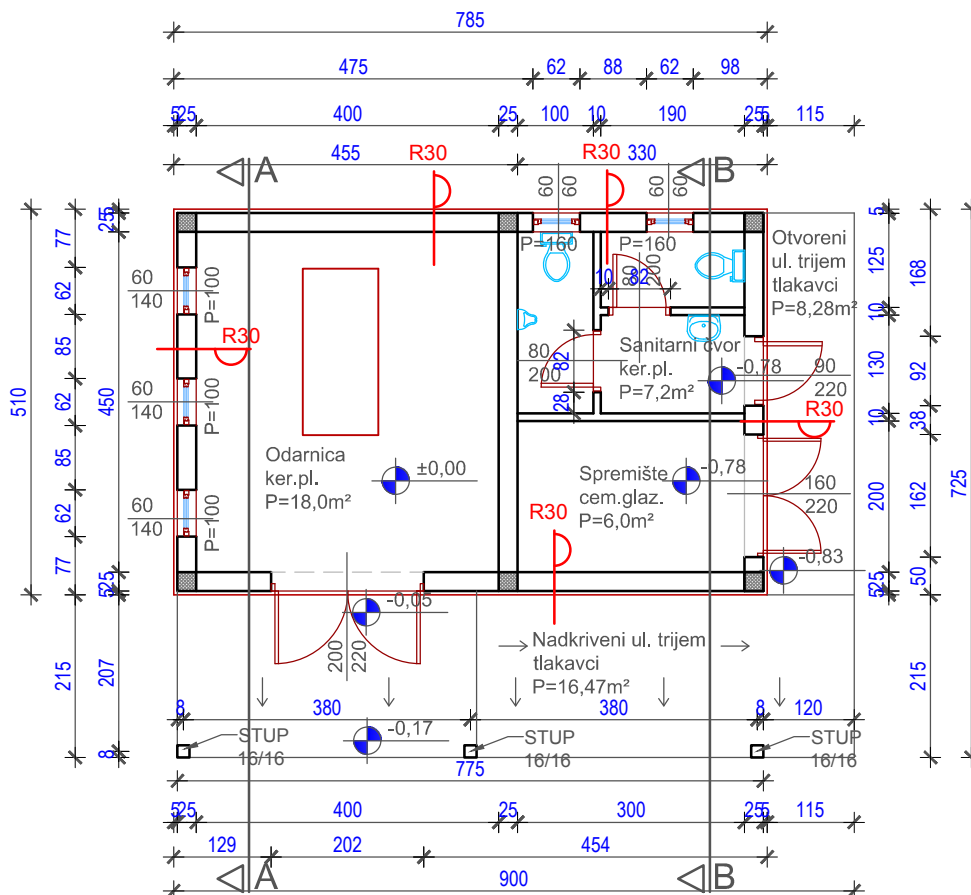 785
475 62 88 62 98
5 25 400 25 100 10 190 25 5 115
455 330
A R30 R30 B
60 60 60 60
P=160 P=160
Otvoreni
ul. trijem
tlakavci
P=8,28m²
10 82
80 200
60
140
P=100
R30
Sanitarni čvor
ker.pl.
P=7,2m²
-0,78
80
200
82
28
90
220
60
140
P=100
R30
Odarnica
ker.pl.
P=18,0m²
±0,00
Spremište
cem.glaz.
P=6,0m²
-0,78
160
220
60
140
P=100
R30
-0,83
-0,05
200 220
Nadkriveni ul. trijem
tlakavci
P=16,47m²
8 380 380 8 120
-0,17
STUP
16/16
STUP
16/16
STUP
16/16
775
5 25 400 25 300 25 5 115
129 202 454
A B
900
510 215
77 62 85 62 85 62 77
5 25 450 5 25 207 8
5 125 10 130 10 200 5 25
168 92 38 162 50 215
725